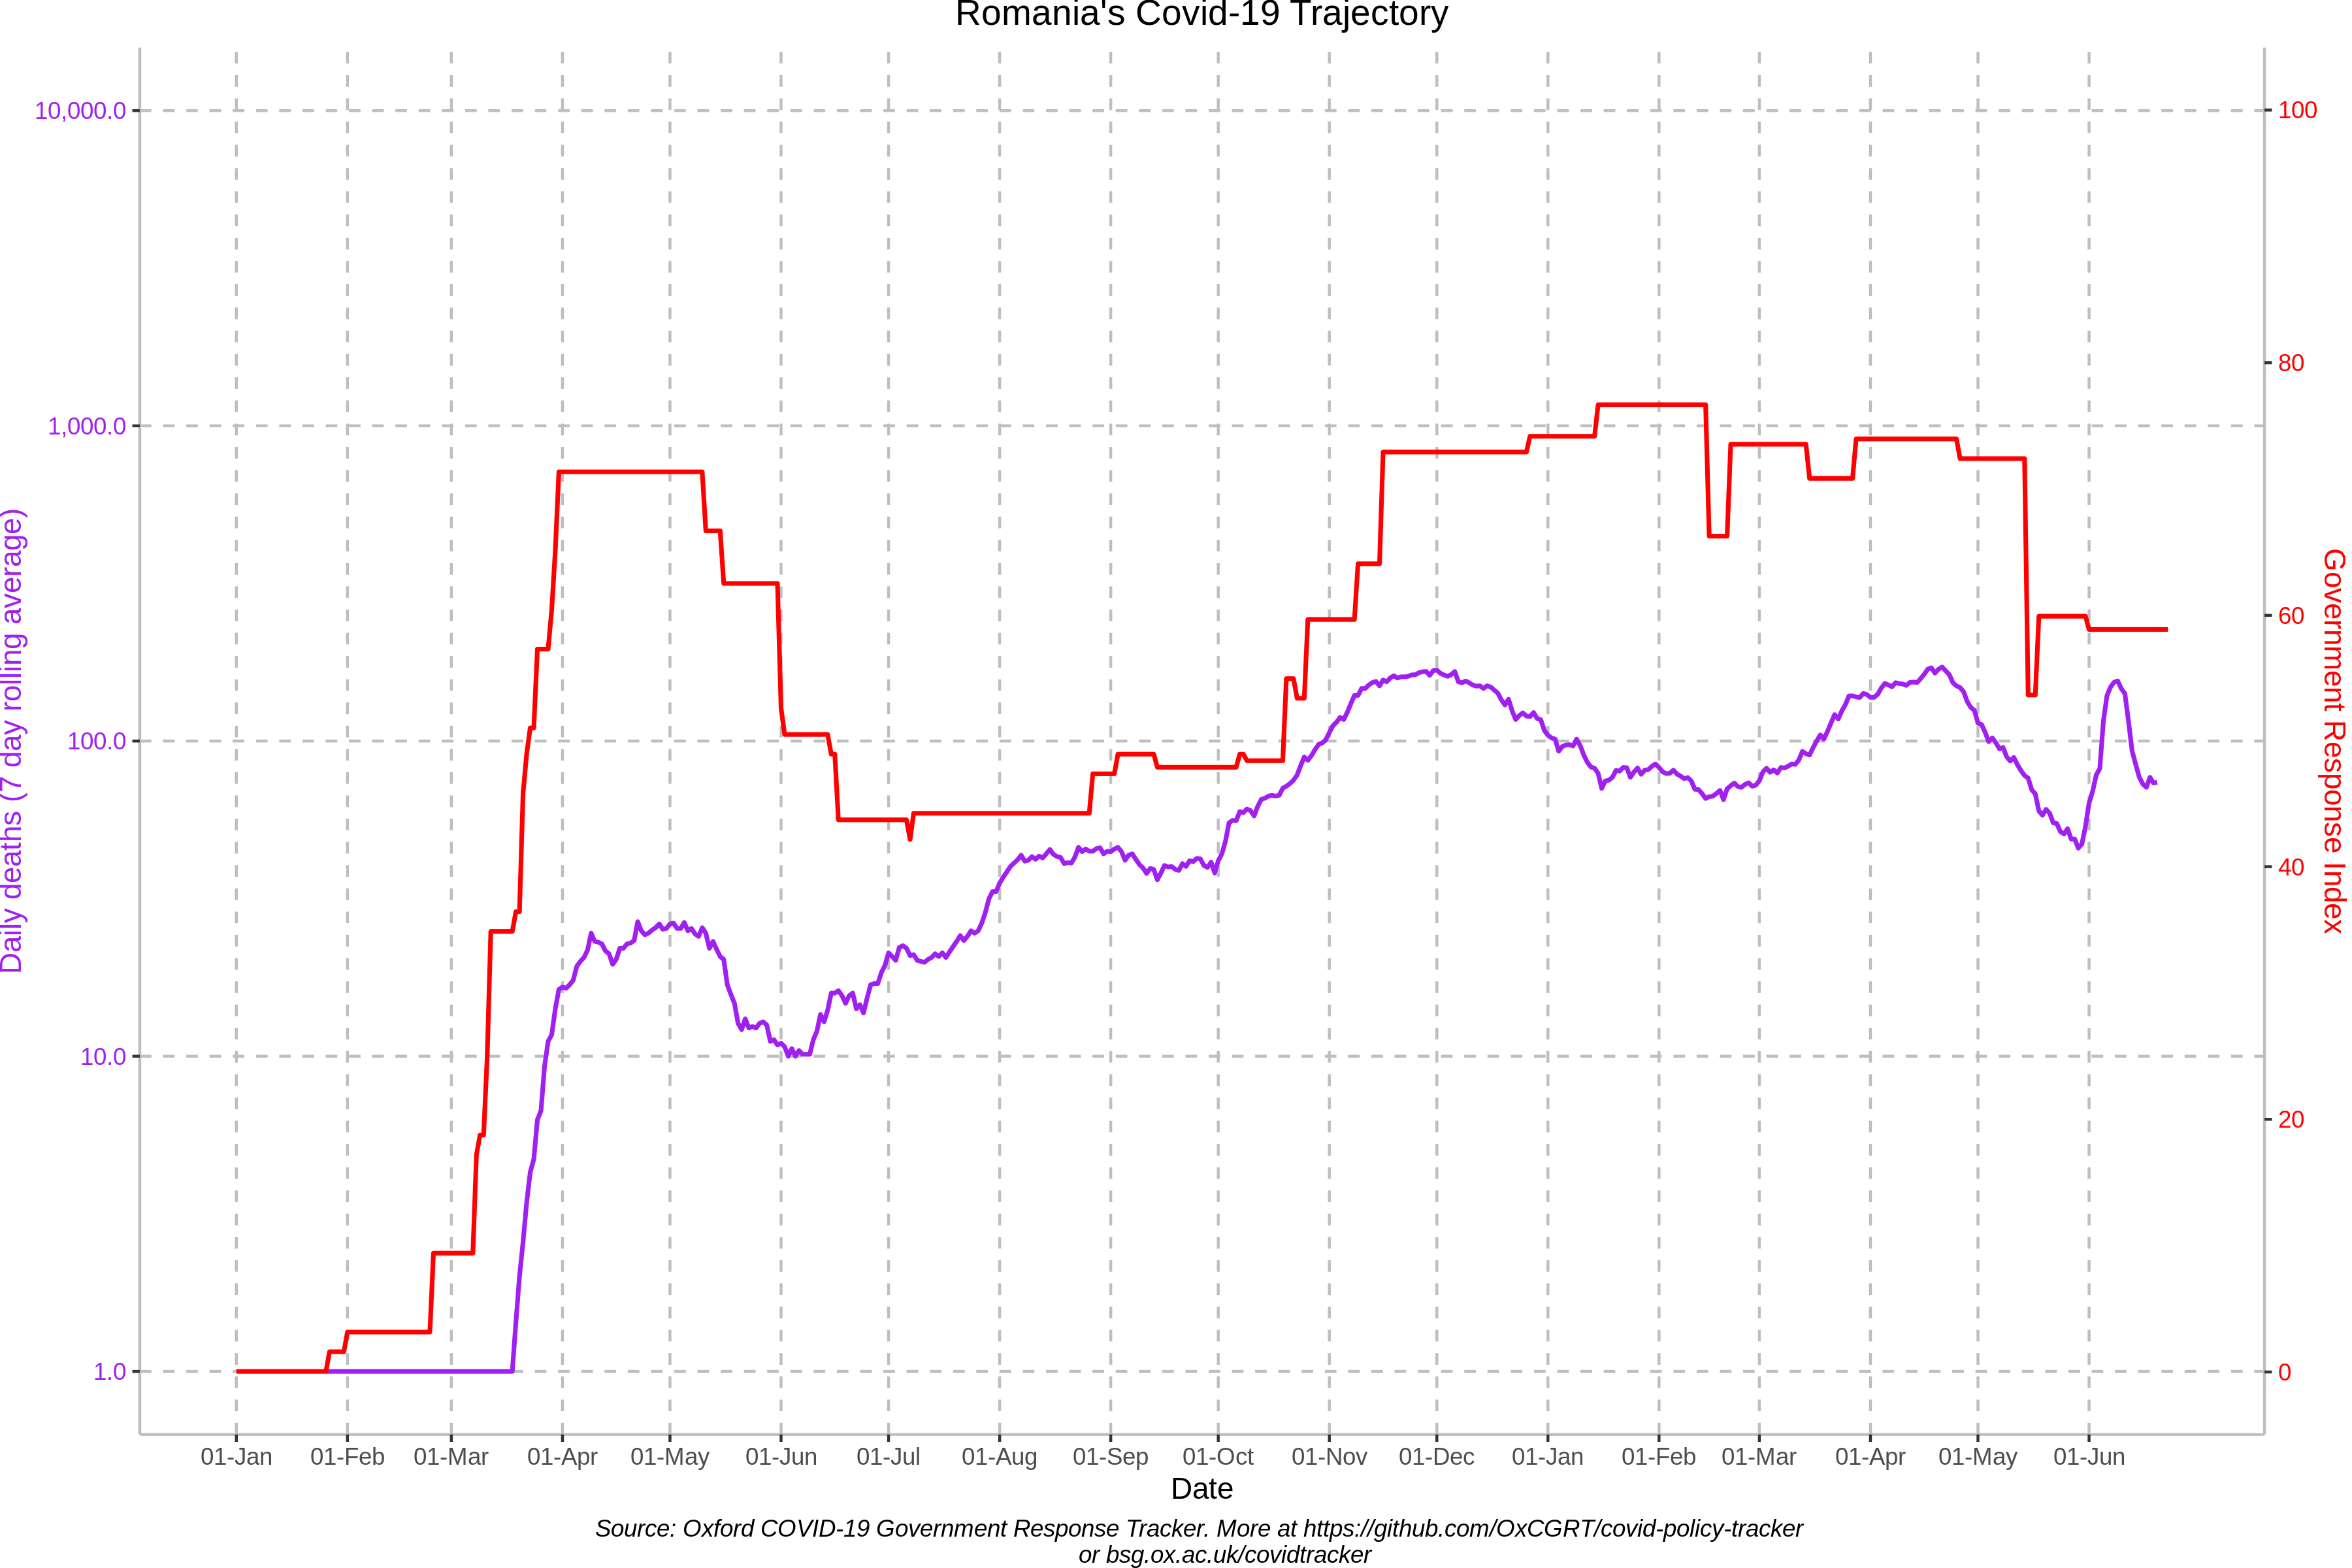 Romania's Covid-19 Trajectory
10,000.0
1,000.0
100.0
10.0
1.0
Daily deaths (7 day rolling average)
100
80
60
40
20
0
Government Response Index
01-Jan 01-Feb 01-Mar 01-Apr 01-May 01-Jun 01-Jul 01-Aug 01-Sep 01-Oct 01-Nov 01-Dec 01-Jan 01-Feb 01-Mar 01-Apr 01-May 01-Jun
Date
Source: Oxford COVID-19 Government Response Tracker. More at https://github.com/OxCGRT/covid-policy-tracker
or bsg.ox.ac.uk/covidtracker